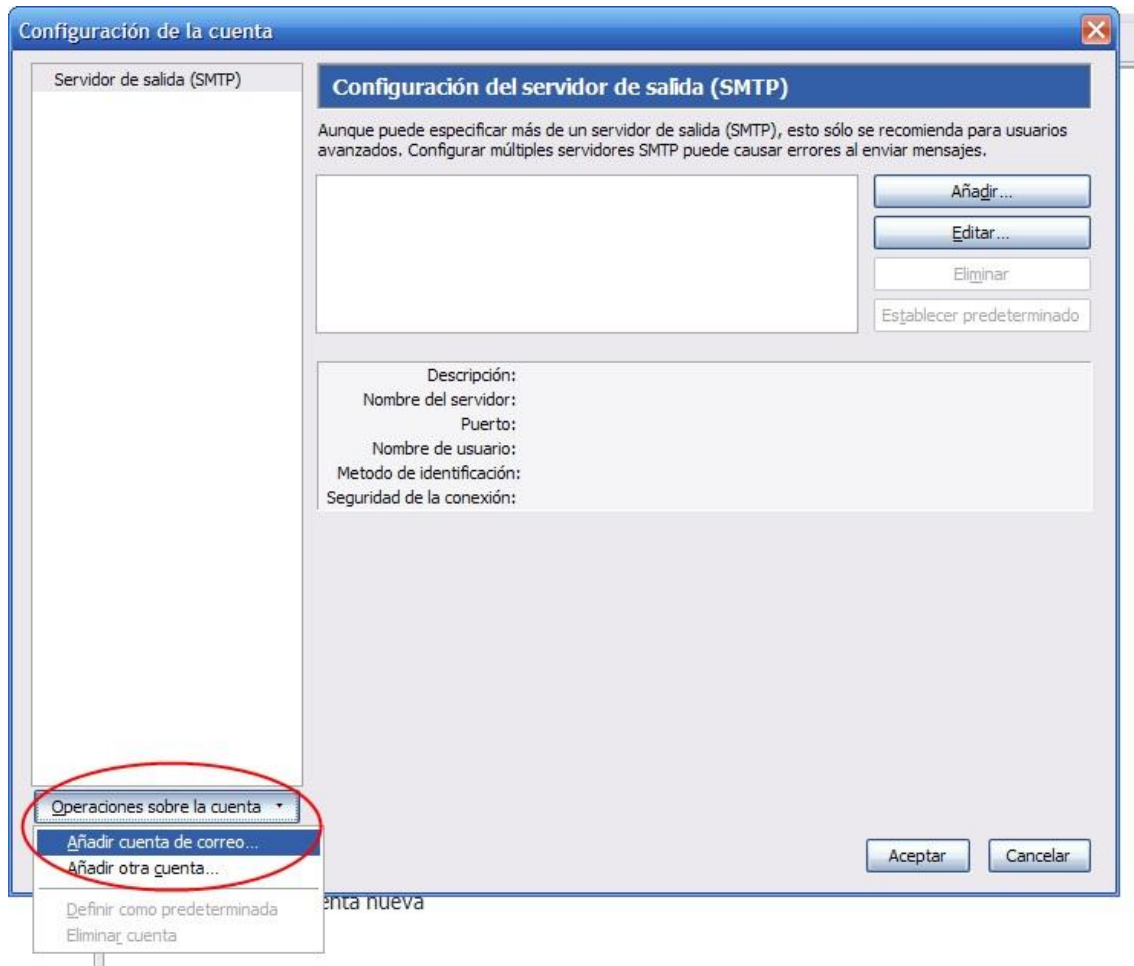 Configuración de la cuenta
Servidor de salida (SMTP)
Configuración del servidor de salida (SMTP)
Aunque puede especificar más de un servidor de salida (SMTP), esto sólo se recomienda para usuarios
avanzados. Configurar múltiples servidores SMTP puede causar errores al enviar mensajes.
Añadir...
Editar...
Eliminar
Establecer predeterminado
Descripción:
Nombre del servidor:
Puerto:
Nombre de usuario:
Metodo de identificación:
Seguridad de la conexión:
Operaciones sobre la cuenta
Añadir cuenta de correo...
Añadir otra cuenta...
Definir como predeterminada
Eliminar cuenta
Aceptar
Cancelar
enta nueva